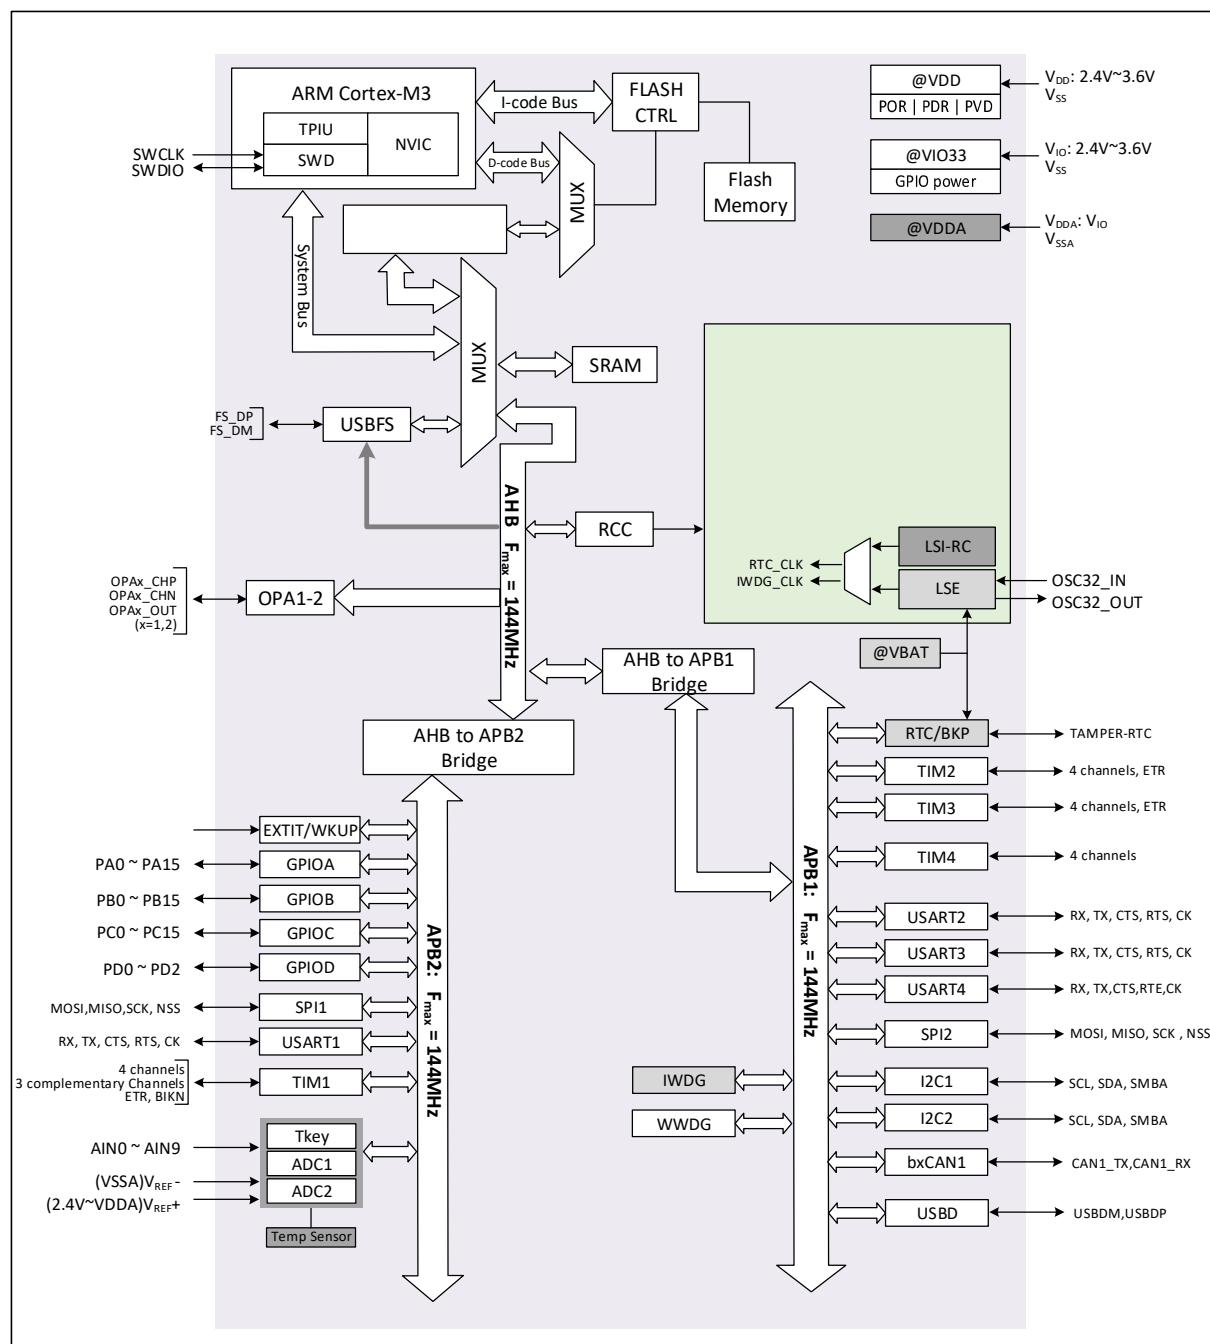 ARM Cortex-M3
TPIU
SWD
NVIC
SWCLK
SWDIO
I-code Bus
D-code Bus
FLASH
CTRL
Flash
Memory
MUX
System Bus
MUX
SRAM
@VDD
POR | PDR | PVD
VDD: 2.4V~3.6V
VSS
@VIO33
GPIO power
VIO: 2.4V~3.6V
VSS
@VDDA
VDDA: VIO
VSSA
FS_DP
FS_DM
USBFS
AHB Fmax = 144MHz
RCC
RTC_CLK
IWDG_CLK
LSI-RC
LSE
OSC32_IN
OSC32_OUT
@VBAT
OPAx_CHP
OPAx_CHN
OPAx_OUT
(x=1,2)
OPA1-2
AHB to APB1
Bridge
AHB to APB2
Bridge
EXTIT/WKUP
PA0 ~ PA15
GPIOA
PB0 ~ PB15
GPIOB
PC0 ~ PC15
GPIOC
PD0 ~ PD2
GPIOD
MOSI,MISO,SCK, NSS
SPI1
RX, TX, CTS, RTS, CK
USART1
4 channels
3 complementary Channels
ETR, BIKN
TIM1
AIN0 ~ AIN9
(VSSA)VREF -
(2.4V~VDDA)VREF+
Tkey
ADC1
ADC2
Temp Sensor
APB2: Fmax = 144MHz
IWDG
WWDG
APB1: Fmax = 144MHz
RTC/BKP
TAMPER-RTC
TIM2
4 channels, ETR
TIM3
4 channels, ETR
TIM4
4 channels
USART2
RX, TX, CTS, RTS, CK
USART3
RX, TX, CTS, RTS, CK
USART4
RX, TX,CTS,RTE,CK
SPI2
MOSI, MISO, SCK , NSS
I2C1
SCL, SDA, SMBA
I2C2
SCL, SDA, SMBA
bxCAN1
CAN1_TX,CAN1_RX
USBD
USBDM,USBDP